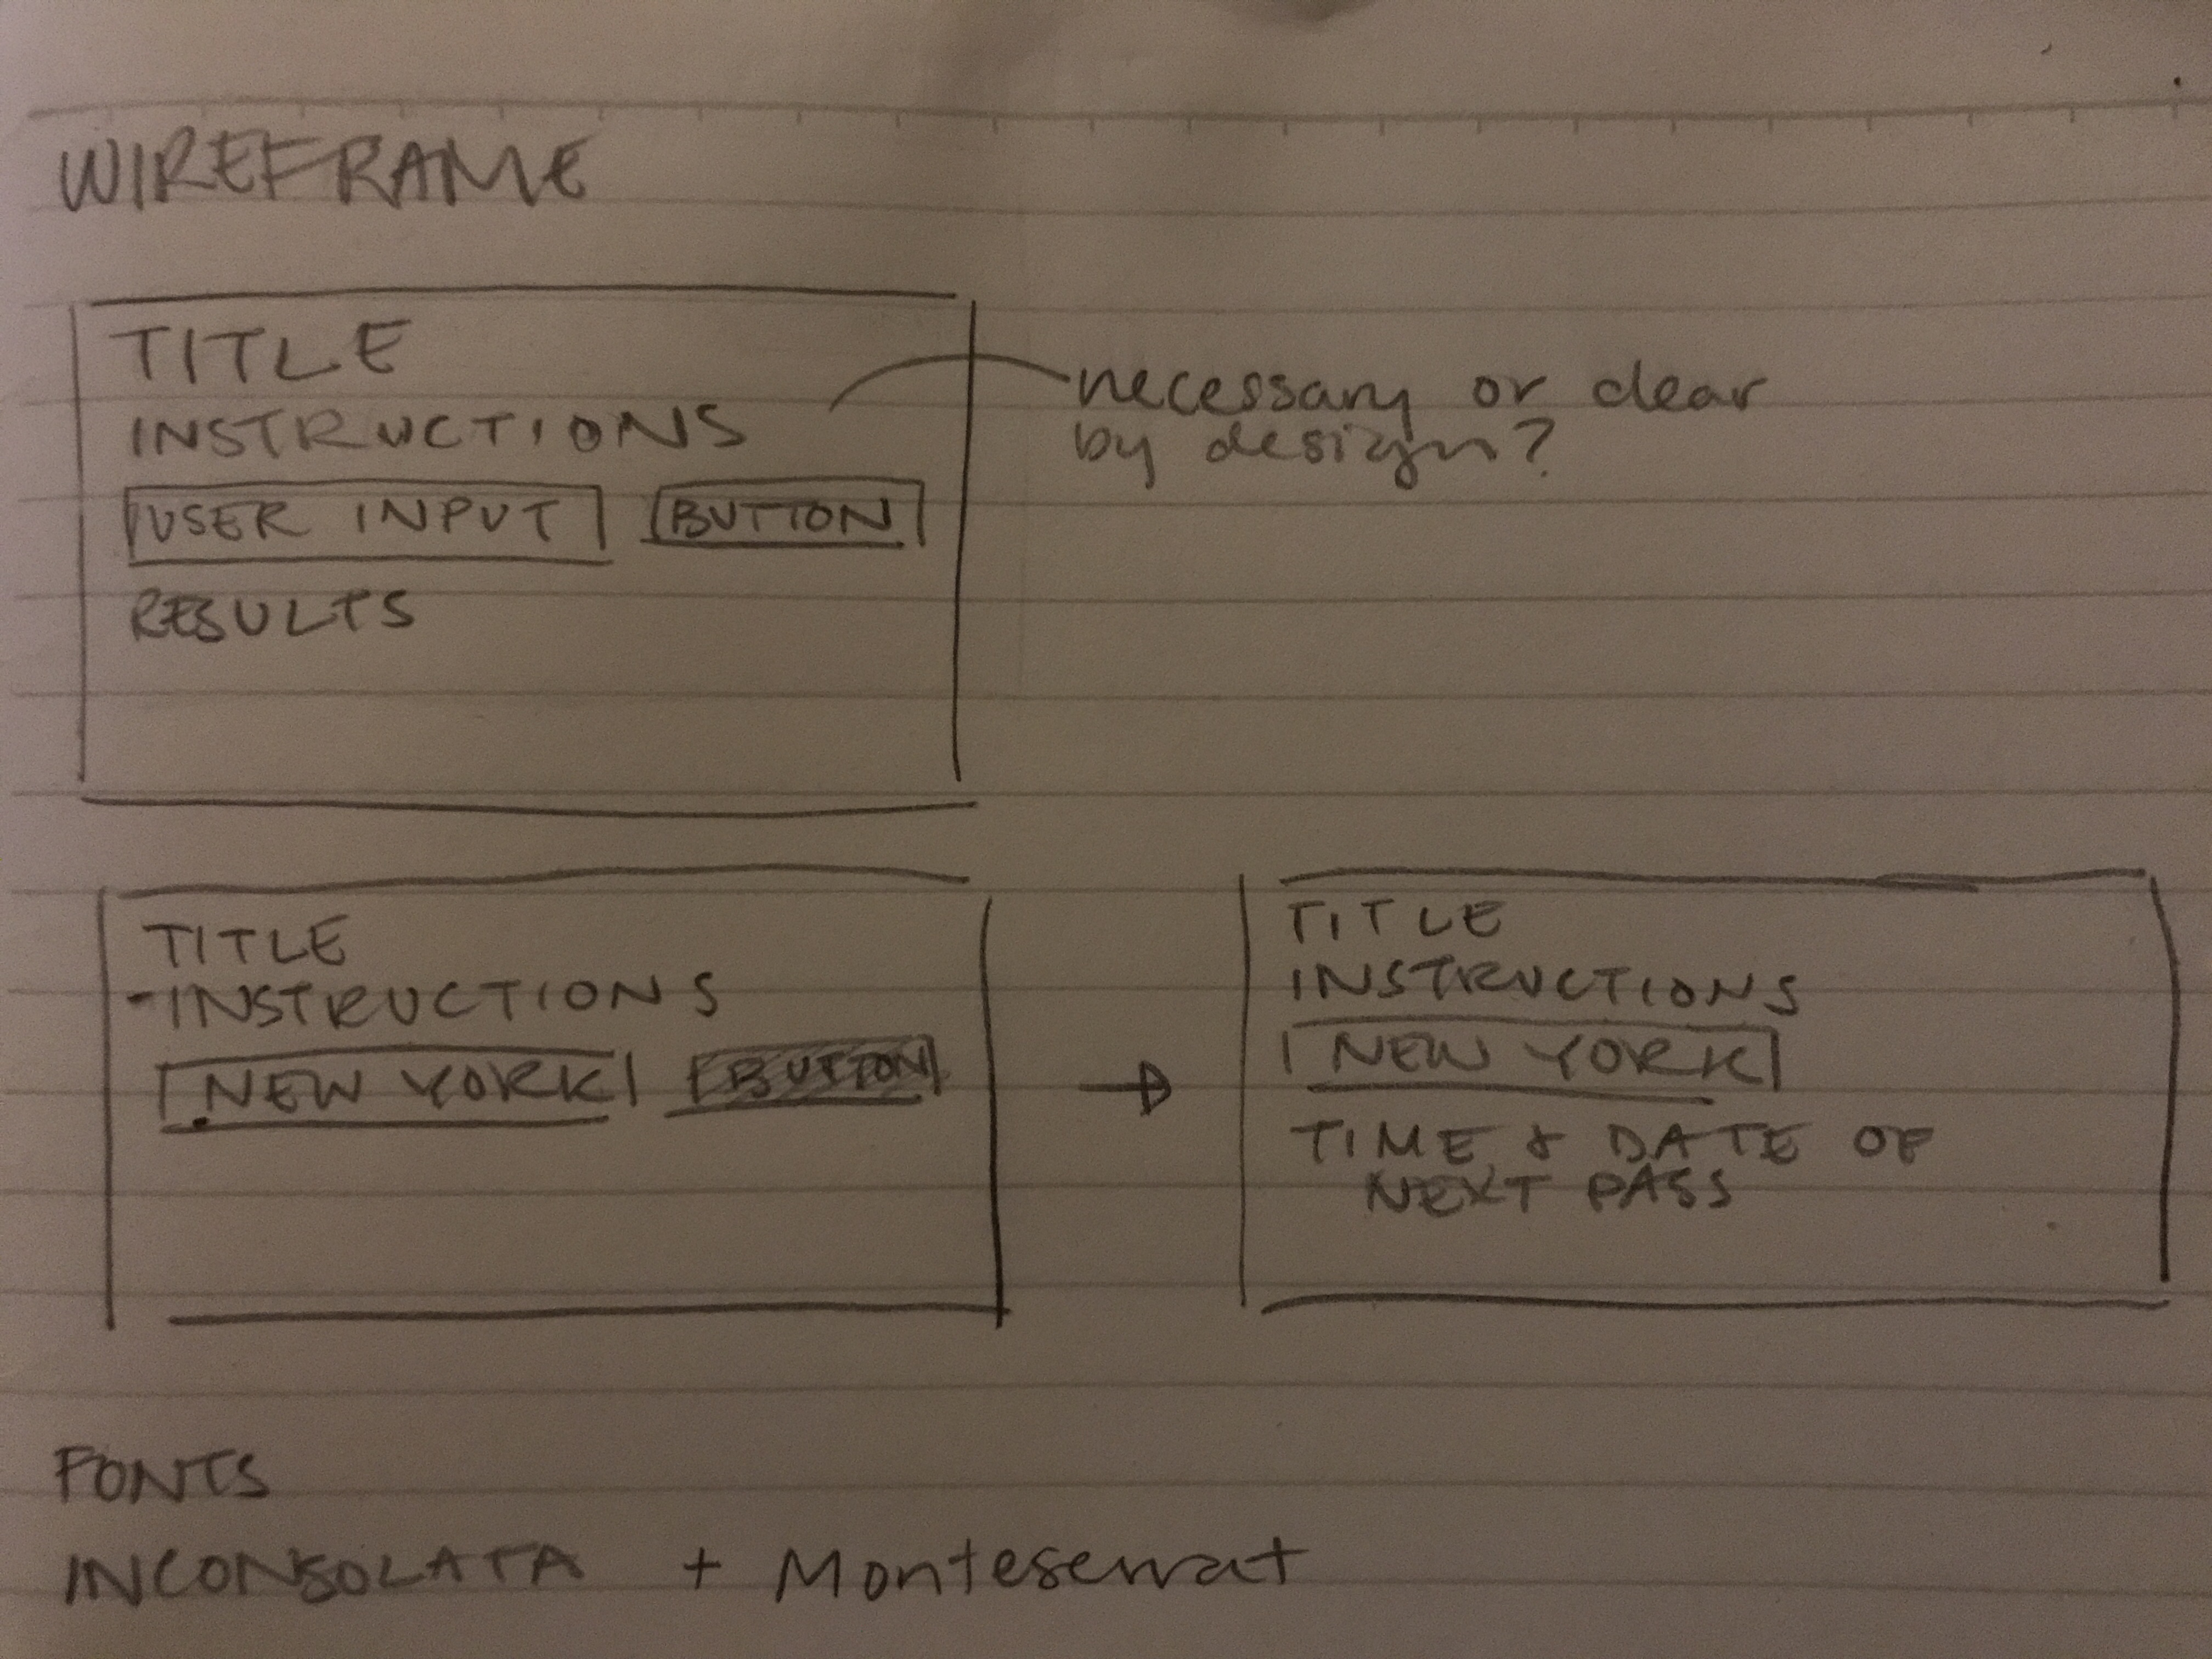 WIREFRAME
TITLE
INSTRUCTIONS
necessary or clear
by design?
USER INPUT BUTTON
RESULTS
TITLE
-INSTRUCTIONS
NEW YORK BUTTON
TITLE
INSTRUCTIONS
NEW YORK
TIME & DATE OF
NEXT PASS
FONTS
INCONSOLATA + Monteserrat